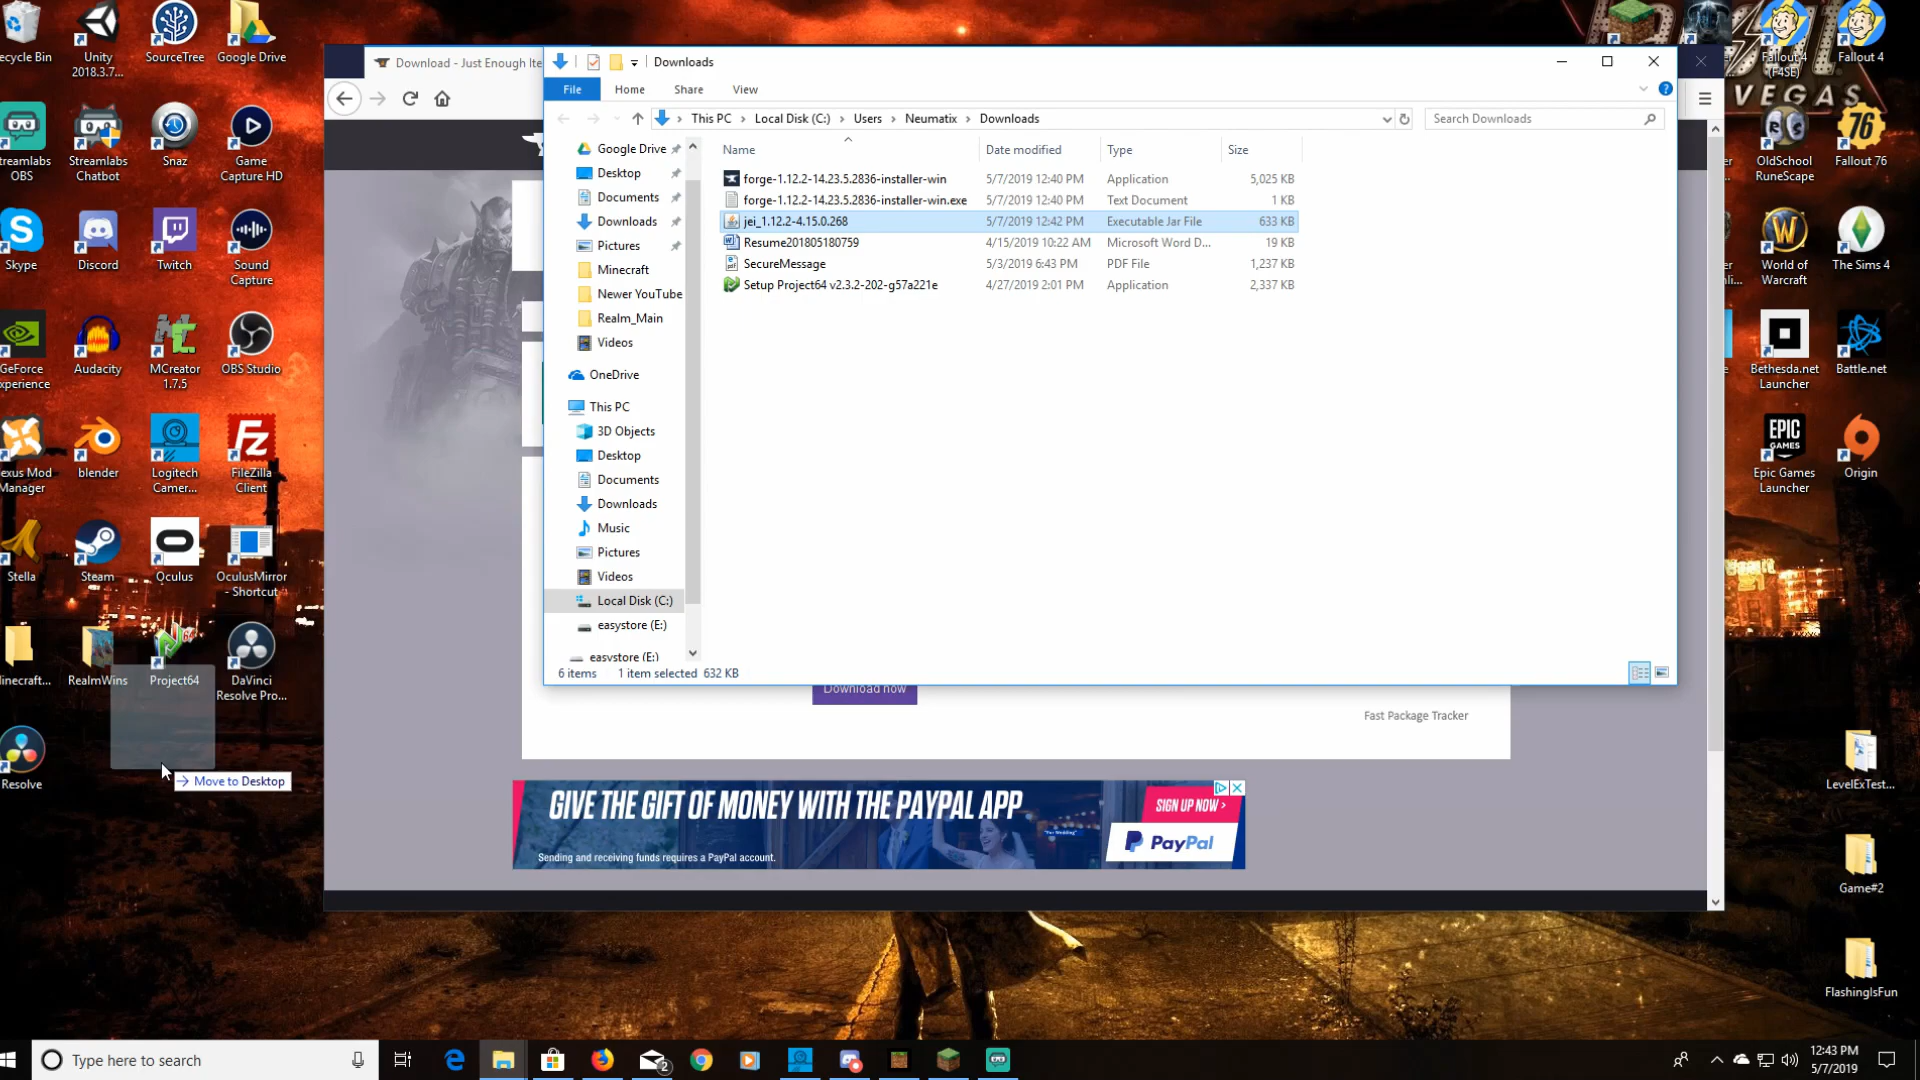 ecycle Bin
Unity
2018.3.7...
SourceTree
Google Drive
treamlabs
OBS
Streamlabs
Chatbot
Snaz
Game
Capture HD
Skype
Discord
Twitch
Sound
Capture
GeForce
xperience
Audacity
MCreator
1.7.5
OBS Studio
exus Mod
Manager
blender
Logitech
Camer...
FileZilla
Client
Stella
Steam
Oculus
OculusMirror
- Shortcut
inecraft...
RealmWins
Project64
DaVinci
Resolve Pro...
Resolve
Move to Desktop
Download - Just Enough Ite
Downloads
File
Home
Share
View
This PC
Local Disk (C:)
Users
Neumatix
Downloads
Search Downloads
Google Drive
Desktop
Documents
Downloads
Pictures
Minecraft
Newer YouTube
Realm_Main
Videos
OneDrive
This PC
3D Objects
Desktop
Documents
Downloads
Music
Pictures
Videos
Local Disk (C:)
easystore (E:)
easystore (E:)
Name
Date modified
Type
Size
forge-1.12.2-14.23.5.2836-installer-win 5/7/2019 12:40 PM Application 5,025 KB
forge-1.12.2-14.23.5.2836-installer-win.exe 5/7/2019 12:40 PM Text Document 1 KB
jei_1.12.2-4.15.0.268 5/7/2019 12:42 PM Executable Jar File 633 KB
Resume201805180759 4/15/2019 10:22 AM Microsoft Word D... 19 KB
SecureMessage 5/3/2019 6:43 PM PDF File 1,237 KB
Setup Project64 v2.3.2-202-g57a221e 4/27/2019 2:01 PM Application 2,337 KB
6 items
1 item selected 632 KB
Download now
Fast Package Tracker
GIVE THE GIFT OF MONEY WITH THE PAYPAL APP
Sending and receiving funds requires a PayPal account.
SIGN UP NOW >
PayPal
VEGAS
Fallout 4
(F4SE)
Fallout 4
OldSchool
RuneScape
76
Fallout 76
World of
Warcraft
The Sims 4
Bethesda.net
Launcher
Battle.net
EPIC
GAMES
Epic Games
Launcher
Origin
LevelExTest...
Game#2
FlashingIsFun
Type here to search
2
12:43 PM
5/7/2019